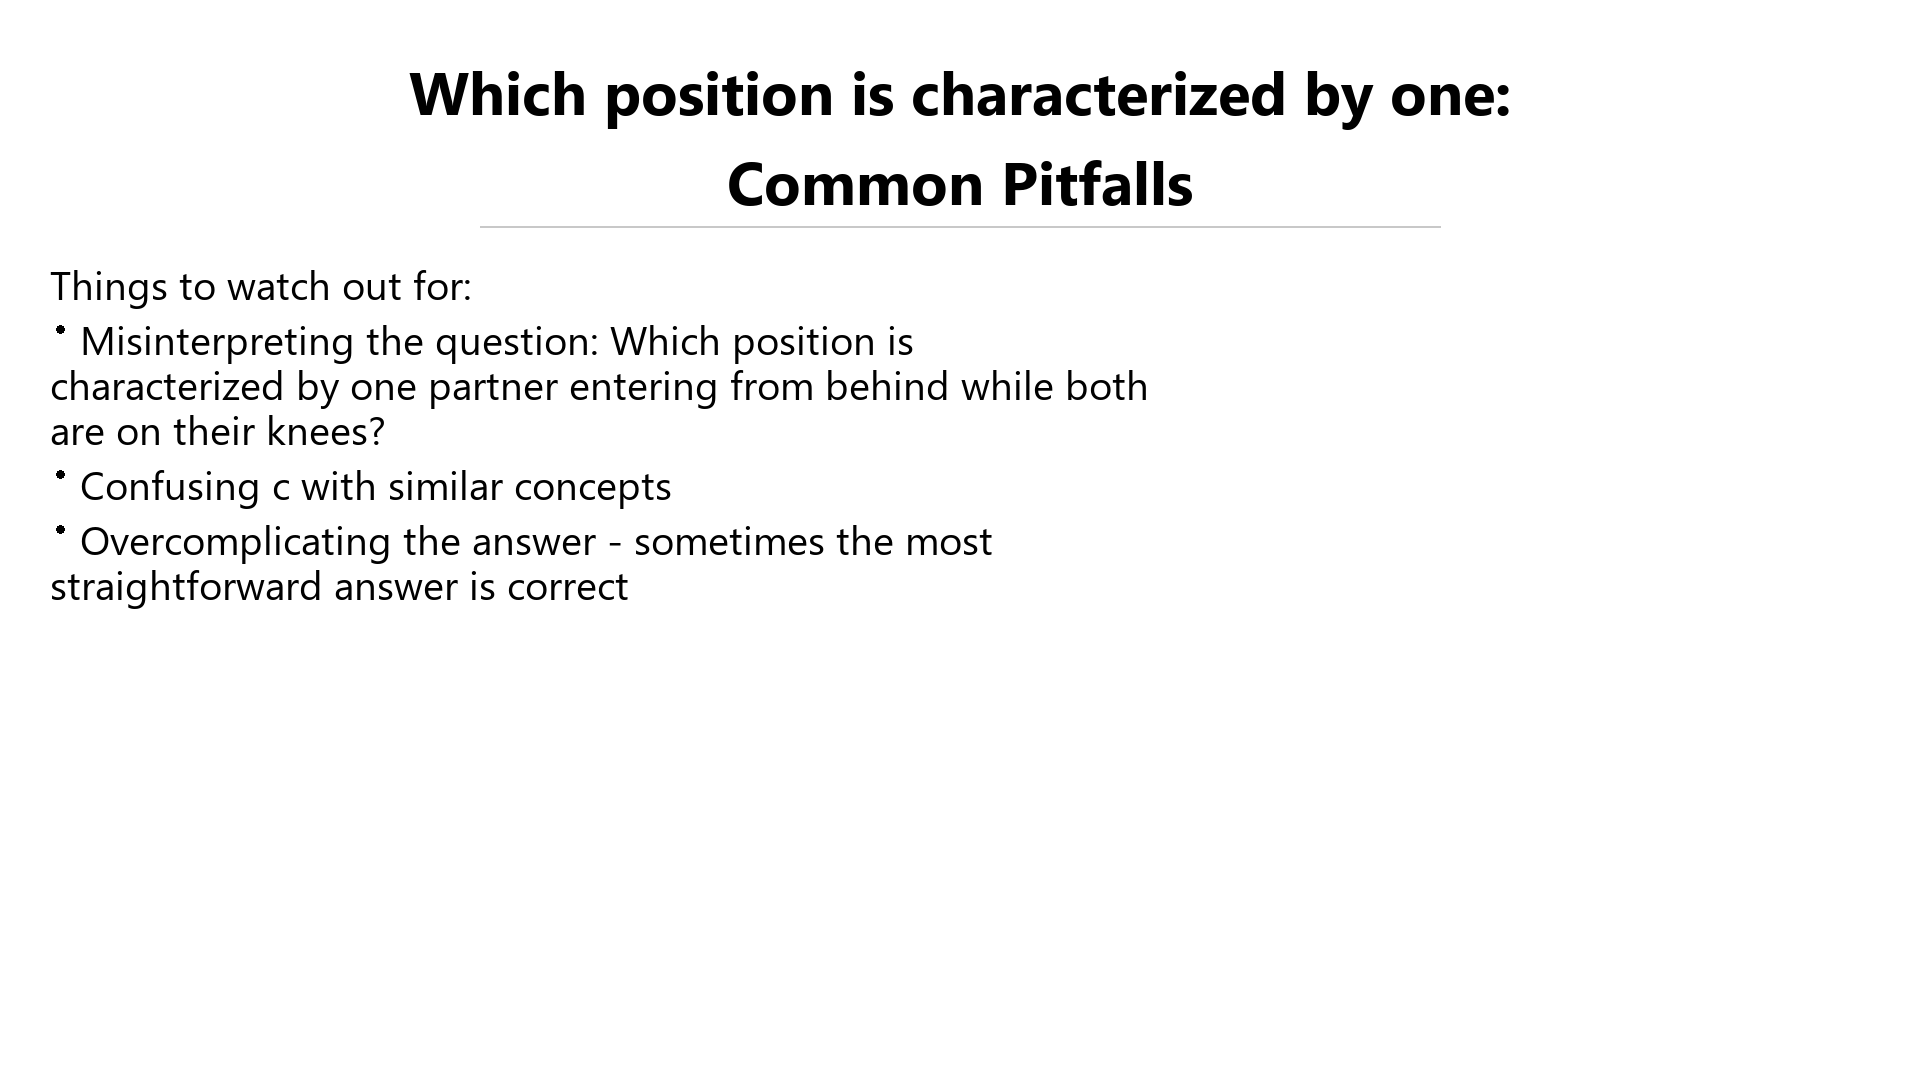 Which position is characterized by one:
Common Pitfalls
Things to watch out for:
• Misinterpreting the question: Which position is
characterized by one partner entering from behind while both
are on their knees?
• Confusing c with similar concepts
• Overcomplicating the answer - sometimes the most
straightforward answer is correct